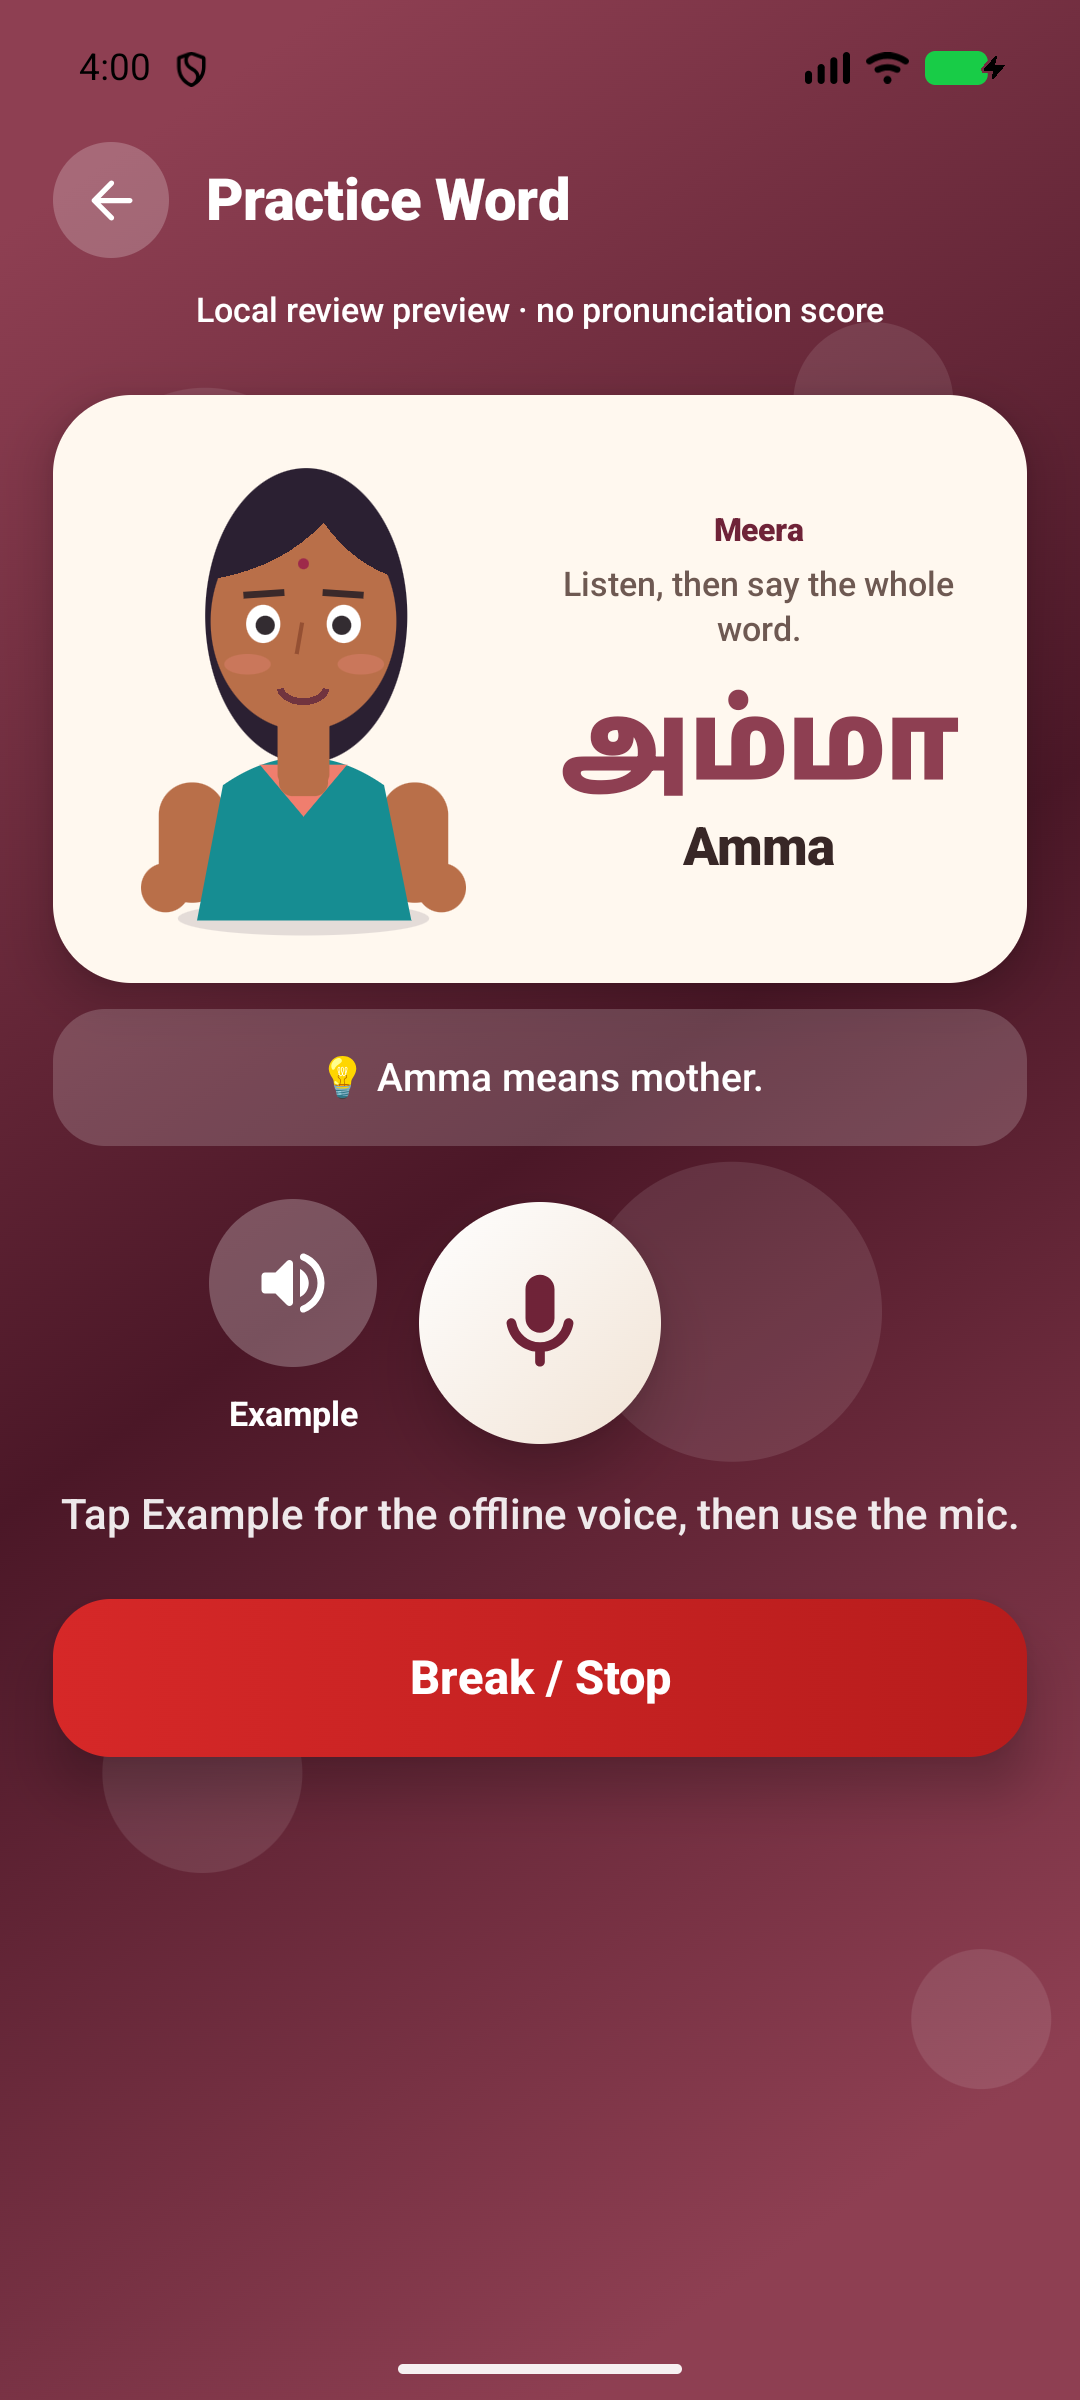 4:00
Practice Word
Local review preview · no pronunciation score
Meera
Listen, then say the whole
word.
அம்மா
Amma
💡 Amma means mother.
Example
Tap Example for the offline voice, then use the mic.
Break / Stop